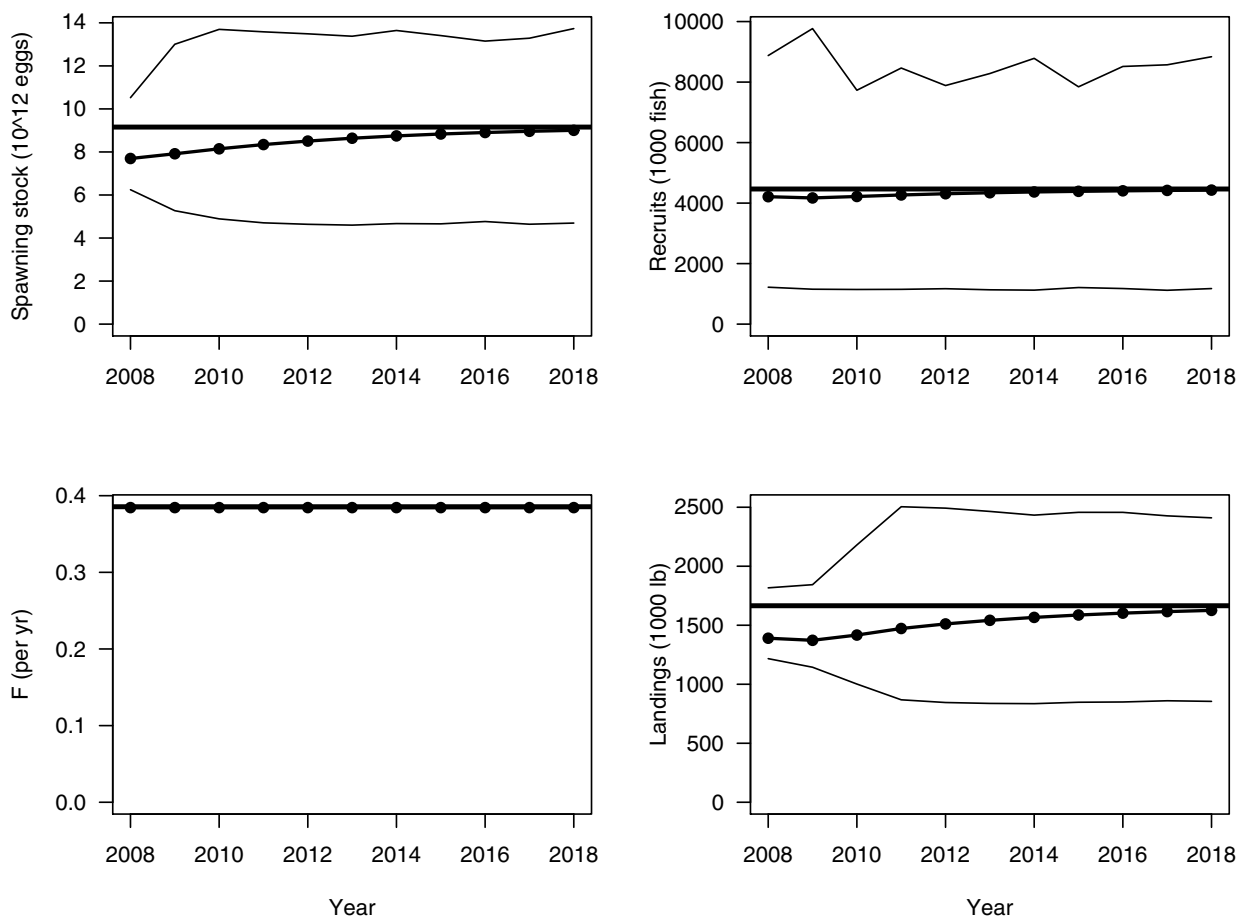 Spawning stock (10^12 eggs)
14
12
10
8
6
4
2
0
2008 2010 2012 2014 2016 2018
Recruits (1000 fish)
10000
8000
6000
4000
2000
0
2008 2010 2012 2014 2016 2018
F (per yr)
0.4
0.3
0.2
0.1
0.0
2008 2010 2012 2014 2016 2018
Year
Landings (1000 lb)
2500
2000
1500
1000
500
0
2008 2010 2012 2014 2016 2018
Year